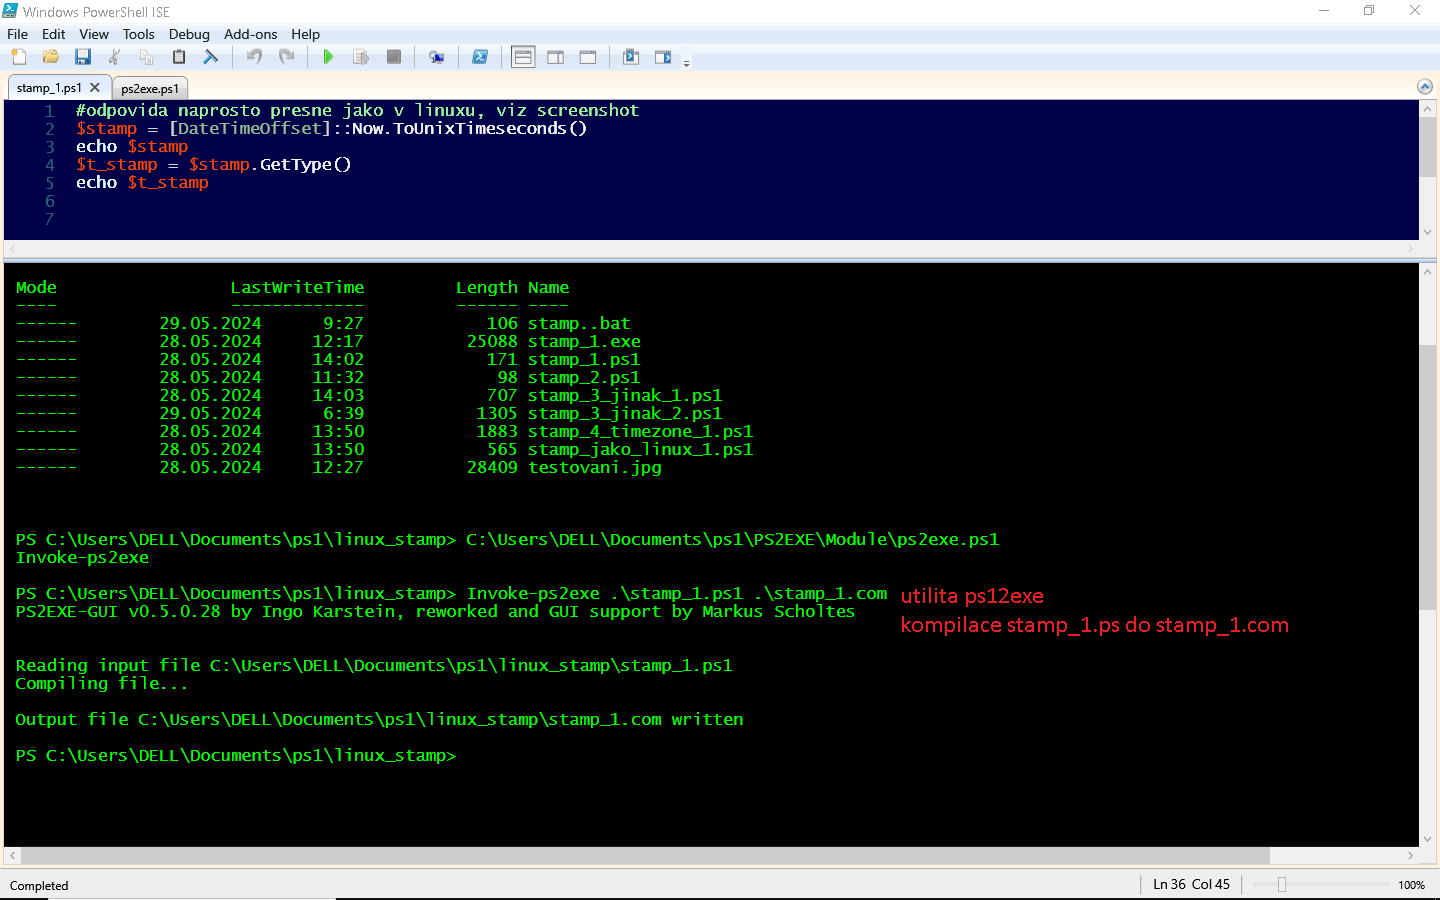 Windows PowerShell ISE
File Edit View Tools Debug Add-ons Help
stamp_1.ps1 ps2exe.ps1
1 #odpovida naprosto presne jako v linuxu, viz screenshot
2 $stamp = [DateTimeOffset]::Now.ToUnixTimeseconds()
3 echo $stamp
4 $t_stamp = $stamp.GetType()
5 echo $t_stamp
6
7
Mode LastWriteTime Length Name
---- ------------- ------ ----
------ 29.05.2024 9:27 106 stamp..bat
------ 28.05.2024 12:17 25088 stamp_1.exe
------ 28.05.2024 14:02 171 stamp_1.ps1
------ 28.05.2024 11:32 98 stamp_2.ps1
------ 28.05.2024 14:03 707 stamp_3_jinak_1.ps1
------ 29.05.2024 6:39 1305 stamp_3_jinak_2.ps1
------ 28.05.2024 13:50 1883 stamp_4_timezone_1.ps1
------ 28.05.2024 13:50 565 stamp_jako_linux_1.ps1
------ 28.05.2024 12:27 28409 testovani.jpg
PS C:\Users\DELL\Documents\ps1\linux_stamp> C:\Users\DELL\Documents\ps1\PS2EXE\Module\ps2exe.ps1
Invoke-ps2exe
PS C:\Users\DELL\Documents\ps1\linux_stamp> Invoke-ps2exe .\stamp_1.ps1 .\stamp_1.com utilita ps12exe
PS2EXE-GUI v0.5.0.28 by Ingo Karstein, reworked and GUI support by Markus Scholtes
kompilace stamp_1.ps do stamp_1.com
Reading input file C:\Users\DELL\Documents\ps1\linux_stamp\stamp_1.ps1
Compiling file...
Output file C:\Users\DELL\Documents\ps1\linux_stamp\stamp_1.com written
PS C:\Users\DELL\Documents\ps1\linux_stamp>
Completed Ln 36 Col 45 100%